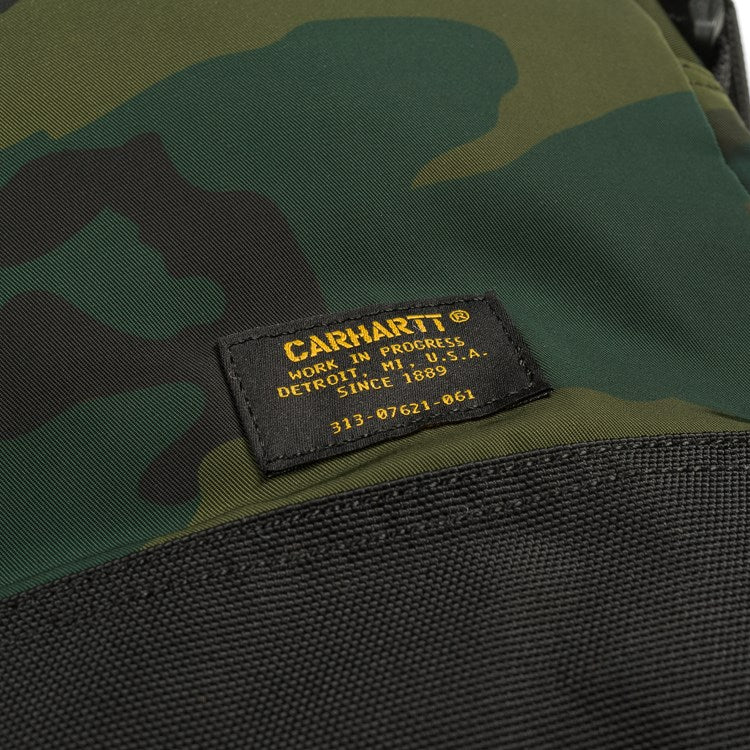 CARHARTT®
WORK IN PROGRESS
DETROIT, MI, U.S.A.
SINCE 1889
313-07621-061